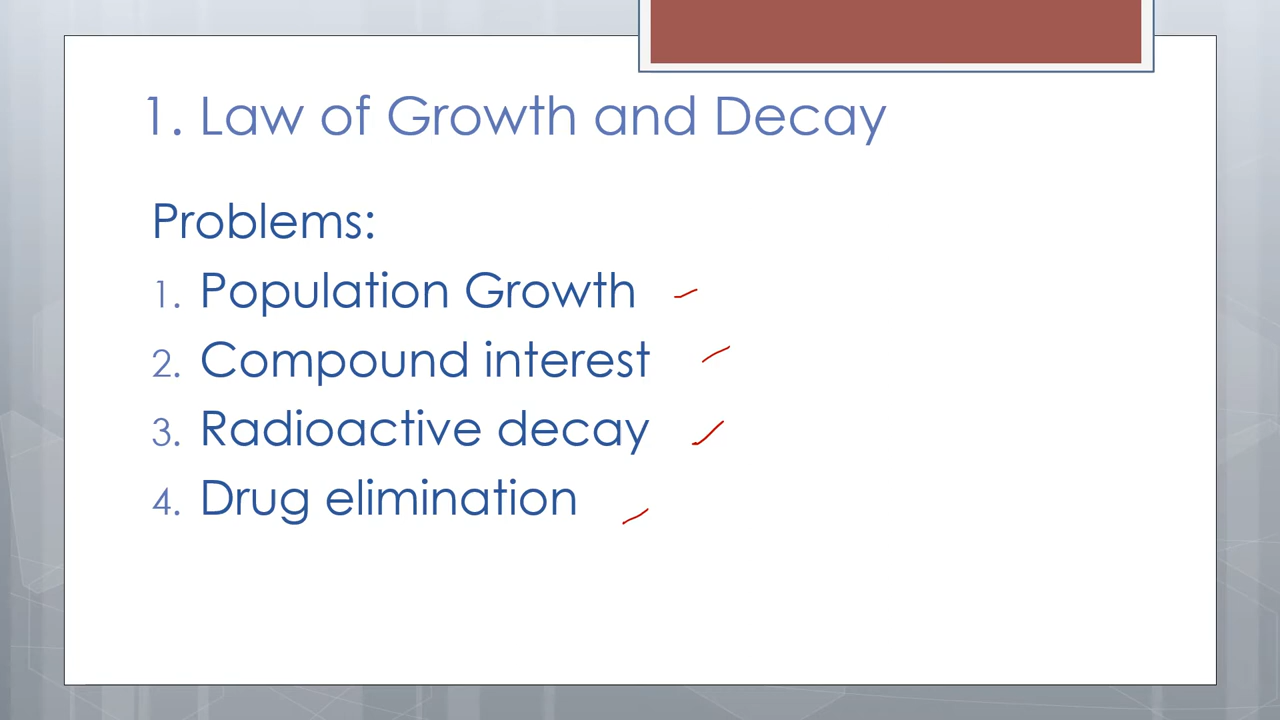 1. Law of Growth and Decay
Problems:
1. Population Growth
2. Compound interest
3. Radioactive decay
4. Drug elimination